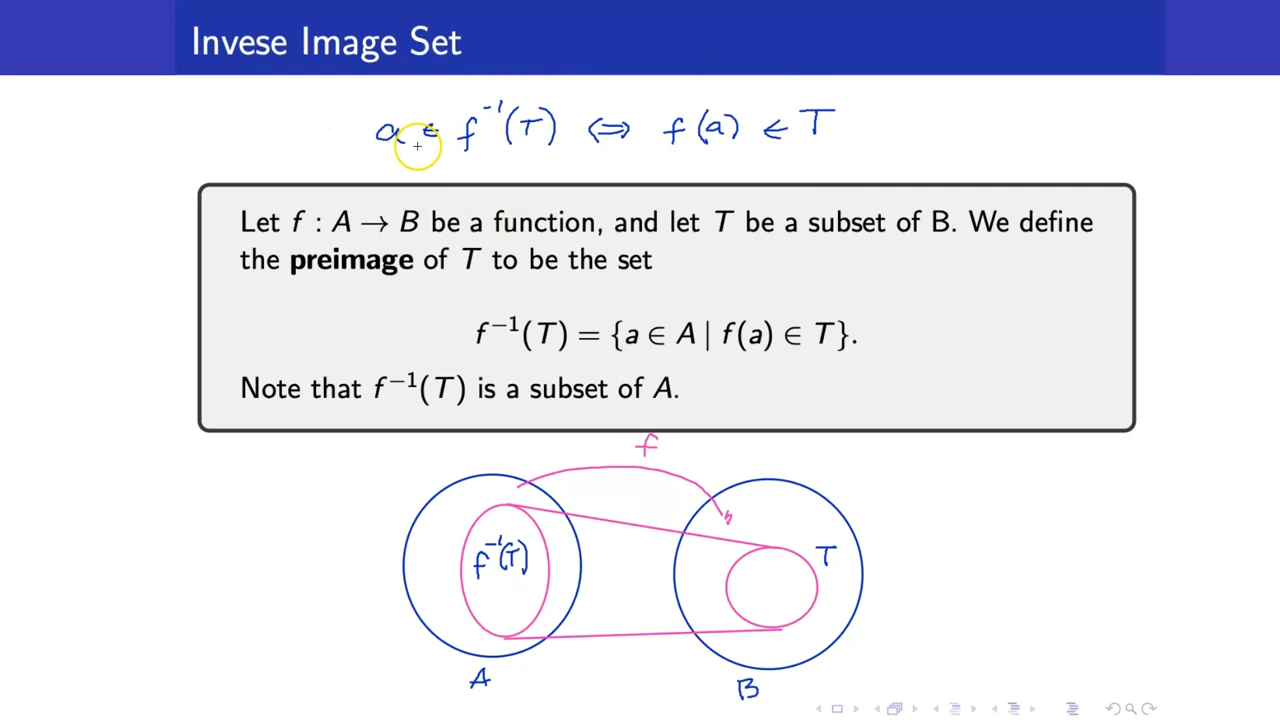 Invese Image Set
a ∈ f⁻¹(T) ⟺ f(a) ∈ T
Let f : A → B be a function, and let T be a subset of B. We define
the preimage of T to be the set
f⁻¹(T) = {a ∈ A | f(a) ∈ T}.
Note that f⁻¹(T) is a subset of A.
f
f⁻¹(T)
T
A
B